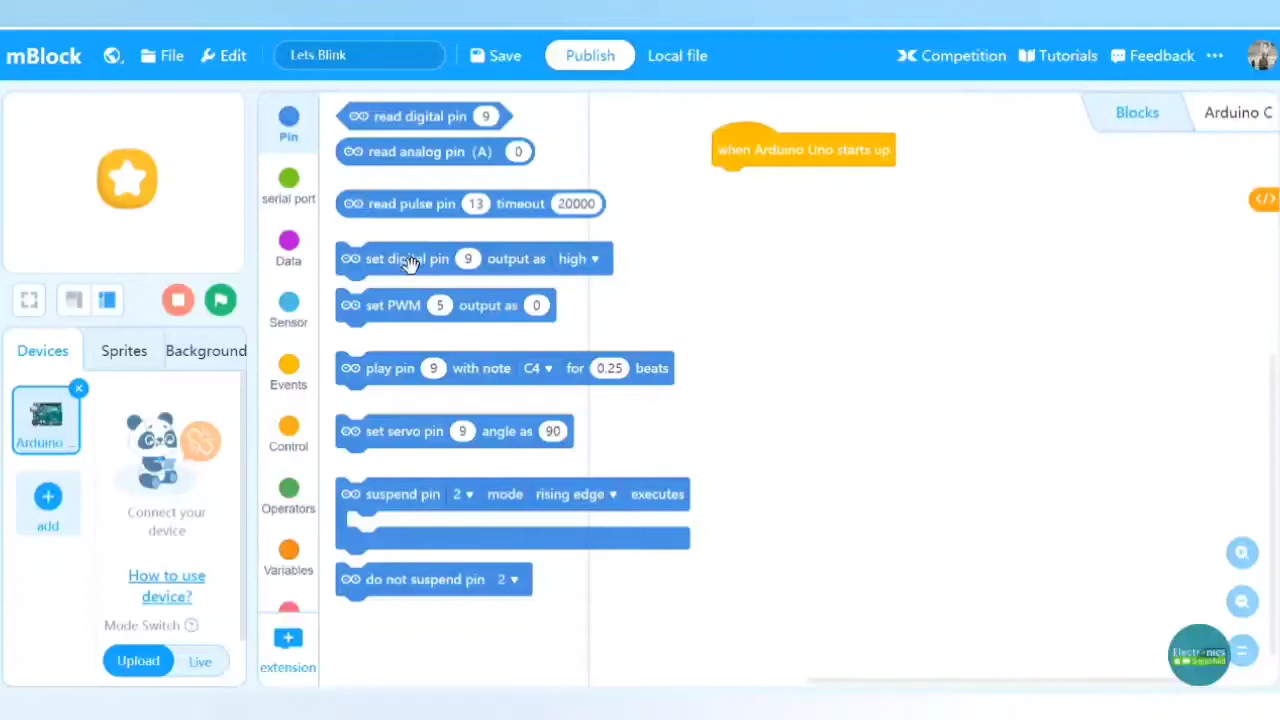 mBlock File Edit Lets Blink Save Publish Local file Competition Tutorials Feedback
Blocks Arduino C
Pin
serial port
Data
Sensor
Events
Control
Operators
Variables
extension
read digital pin 9
read analog pin (A) 0
read pulse pin 13 timeout 20000
set digital pin 9 output as high
set PWM 5 output as 0
play pin 9 with note C4 for 0.25 beats
set servo pin 9 angle as 90
suspend pin 2 mode rising edge executes
do not suspend pin 2
when Arduino Uno starts up
</>
Devices Sprites Background
Arduino ...
add
Connect your
device
How to use
device?
Mode Switch ?
Upload Live
Electronics